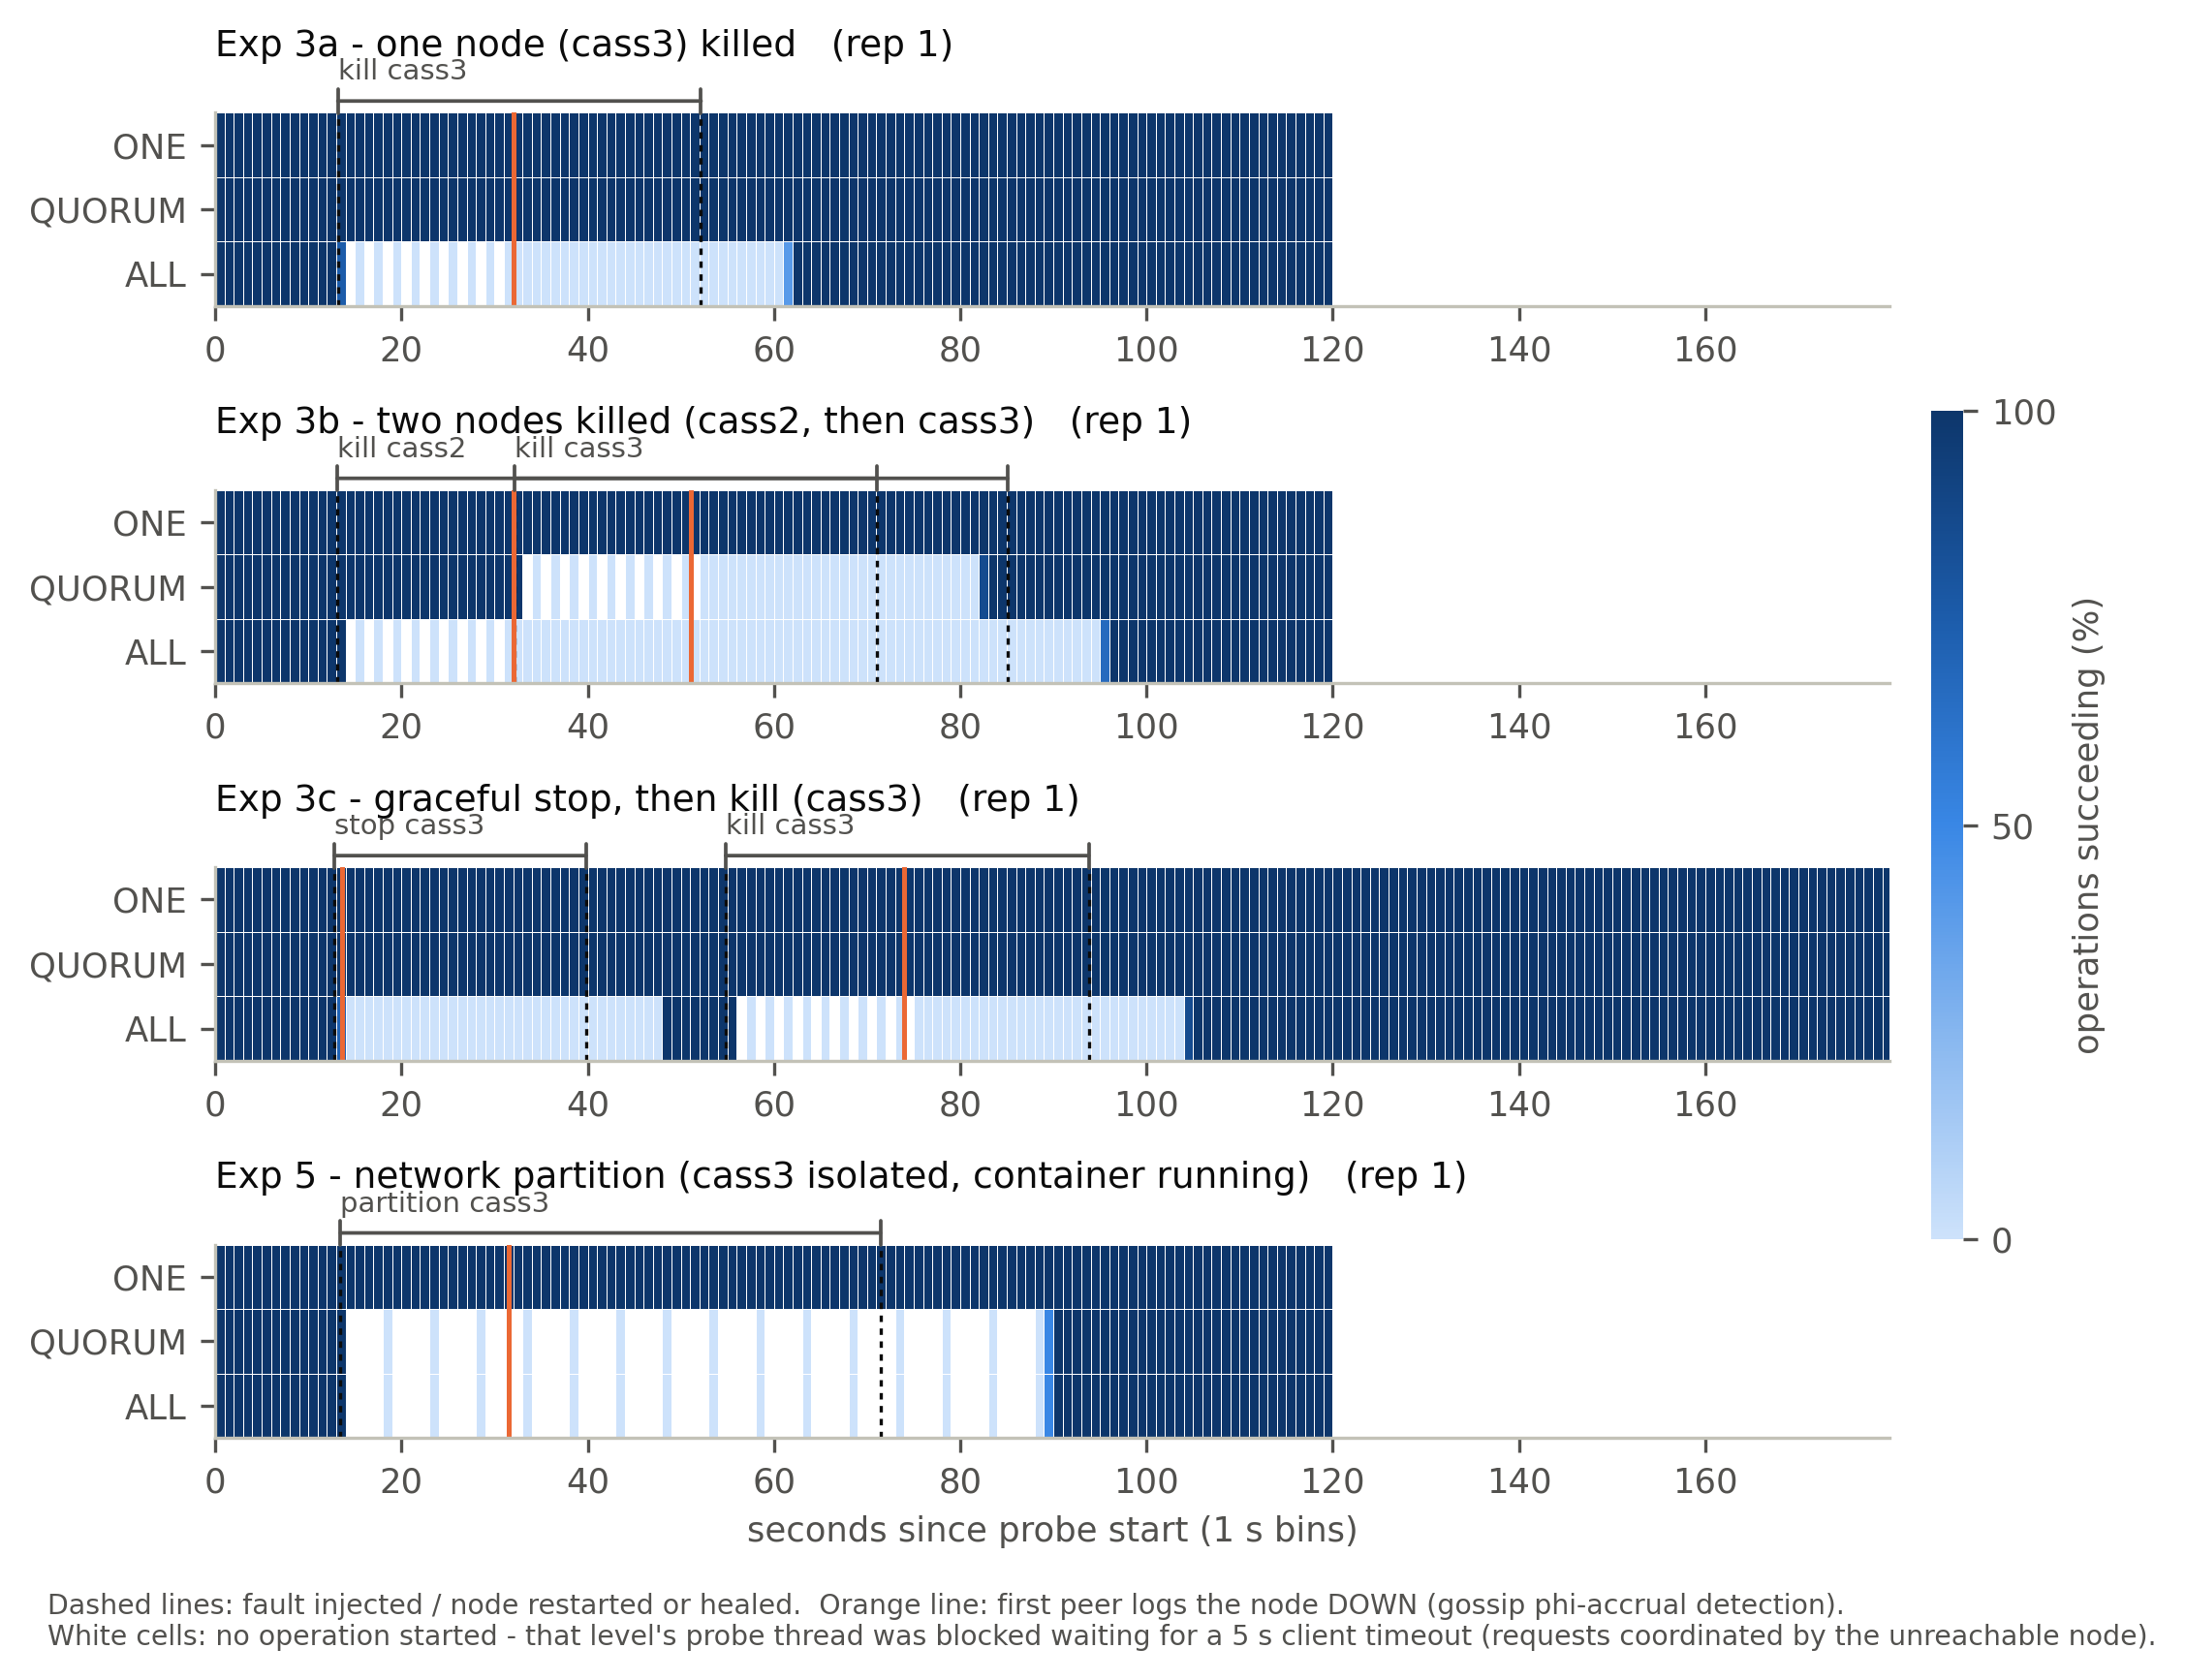 Exp 3a - one node (cass3) killed (rep 1)
kill cass3
ONE
QUORUM
ALL
0 20 40 60 80 100 120 140 160
Exp 3b - two nodes killed (cass2, then cass3) (rep 1)
kill cass2 kill cass3
ONE
QUORUM
ALL
0 20 40 60 80 100 120 140 160
Exp 3c - graceful stop, then kill (cass3) (rep 1)
stop cass3 kill cass3
ONE
QUORUM
ALL
0 20 40 60 80 100 120 140 160
Exp 5 - network partition (cass3 isolated, container running) (rep 1)
partition cass3
ONE
QUORUM
ALL
0 20 40 60 80 100 120 140 160
seconds since probe start (1 s bins)
100
50
0
operations succeeding (%)
Dashed lines: fault injected / node restarted or healed. Orange line: first peer logs the node DOWN (gossip phi-accrual detection).
White cells: no operation started - that level's probe thread was blocked waiting for a 5 s client timeout (requests coordinated by the unreachable node).